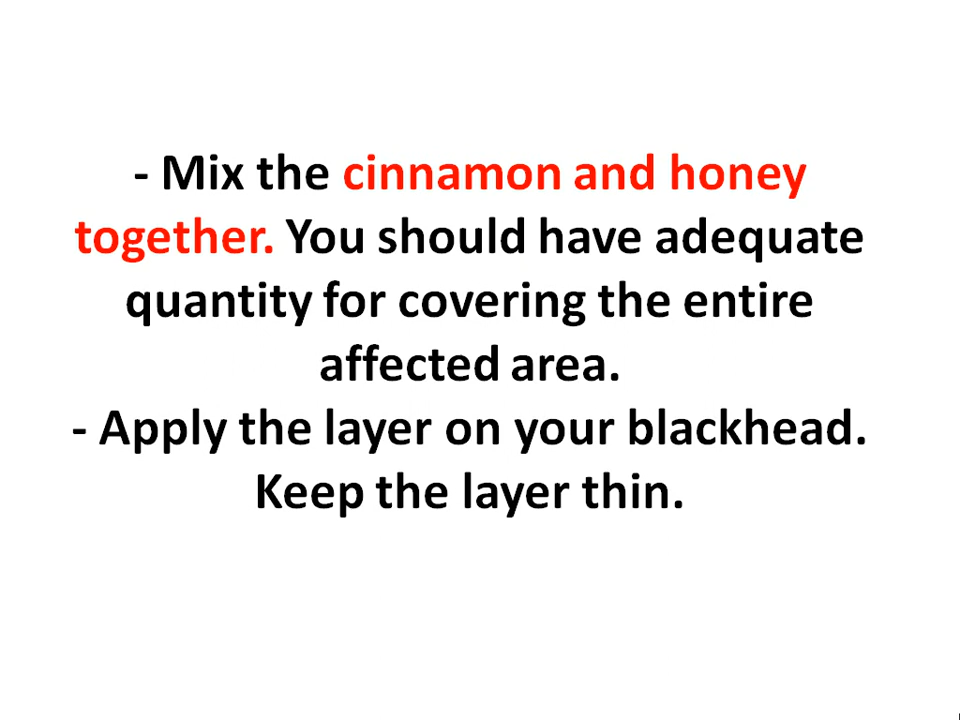 - Mix the cinnamon and honey
together. You should have adequate
quantity for covering the entire
affected area.
- Apply the layer on your blackhead.
Keep the layer thin.